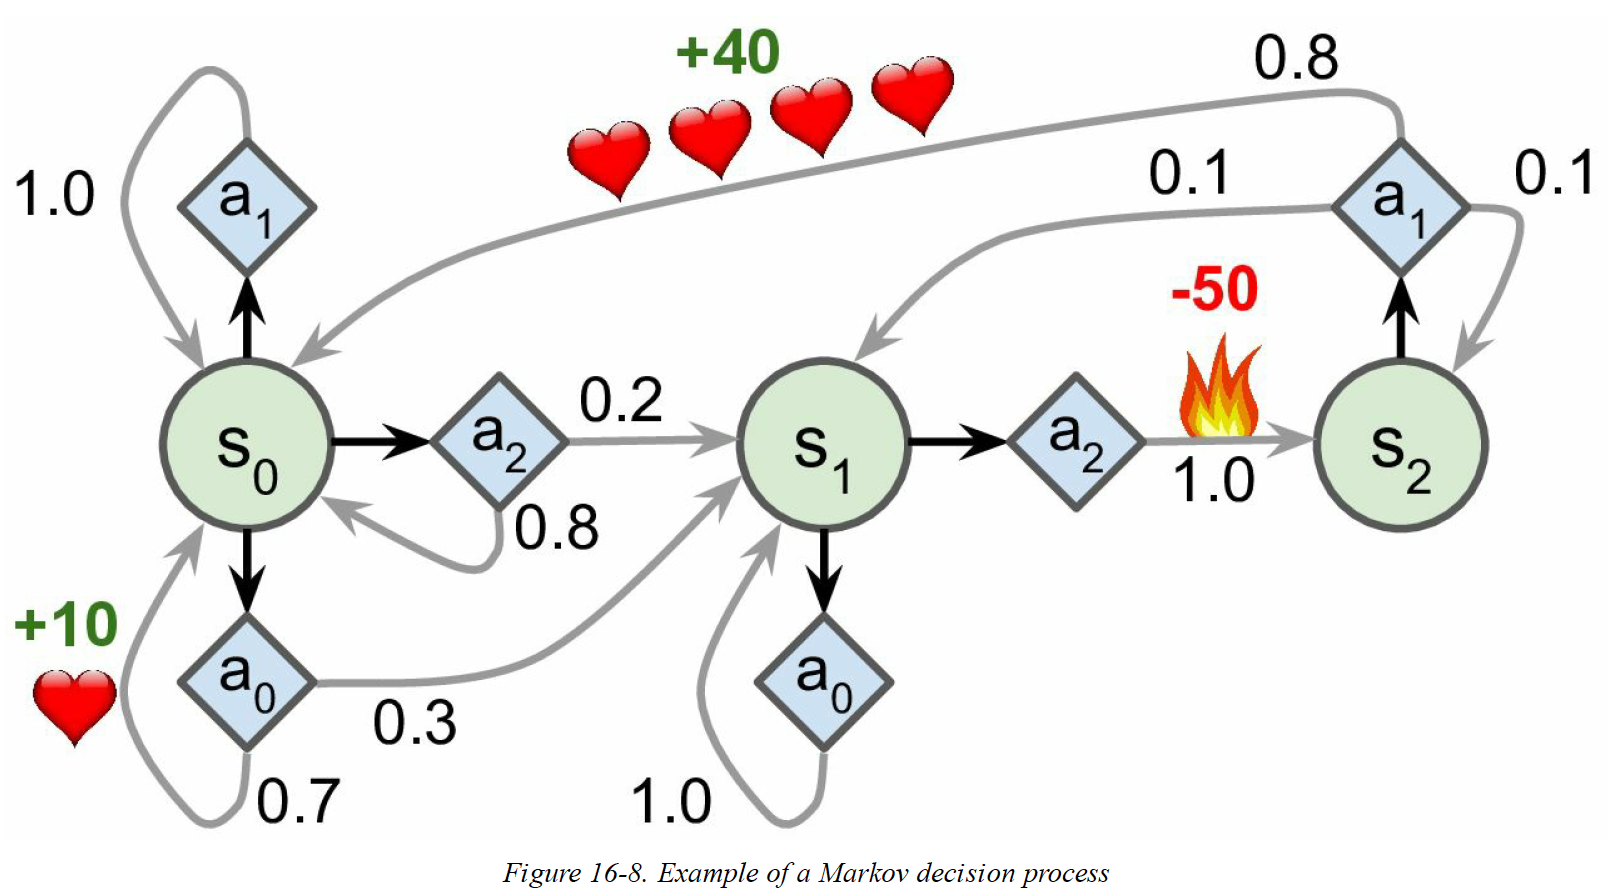 +40
0.8
0.1
0.1
1.0
a1
a1
-50
s0
a2
0.2
0.8
s1
a2
1.0
s2
+10
a0
0.3
0.7
a0
1.0
Figure 16-8. Example of a Markov decision process